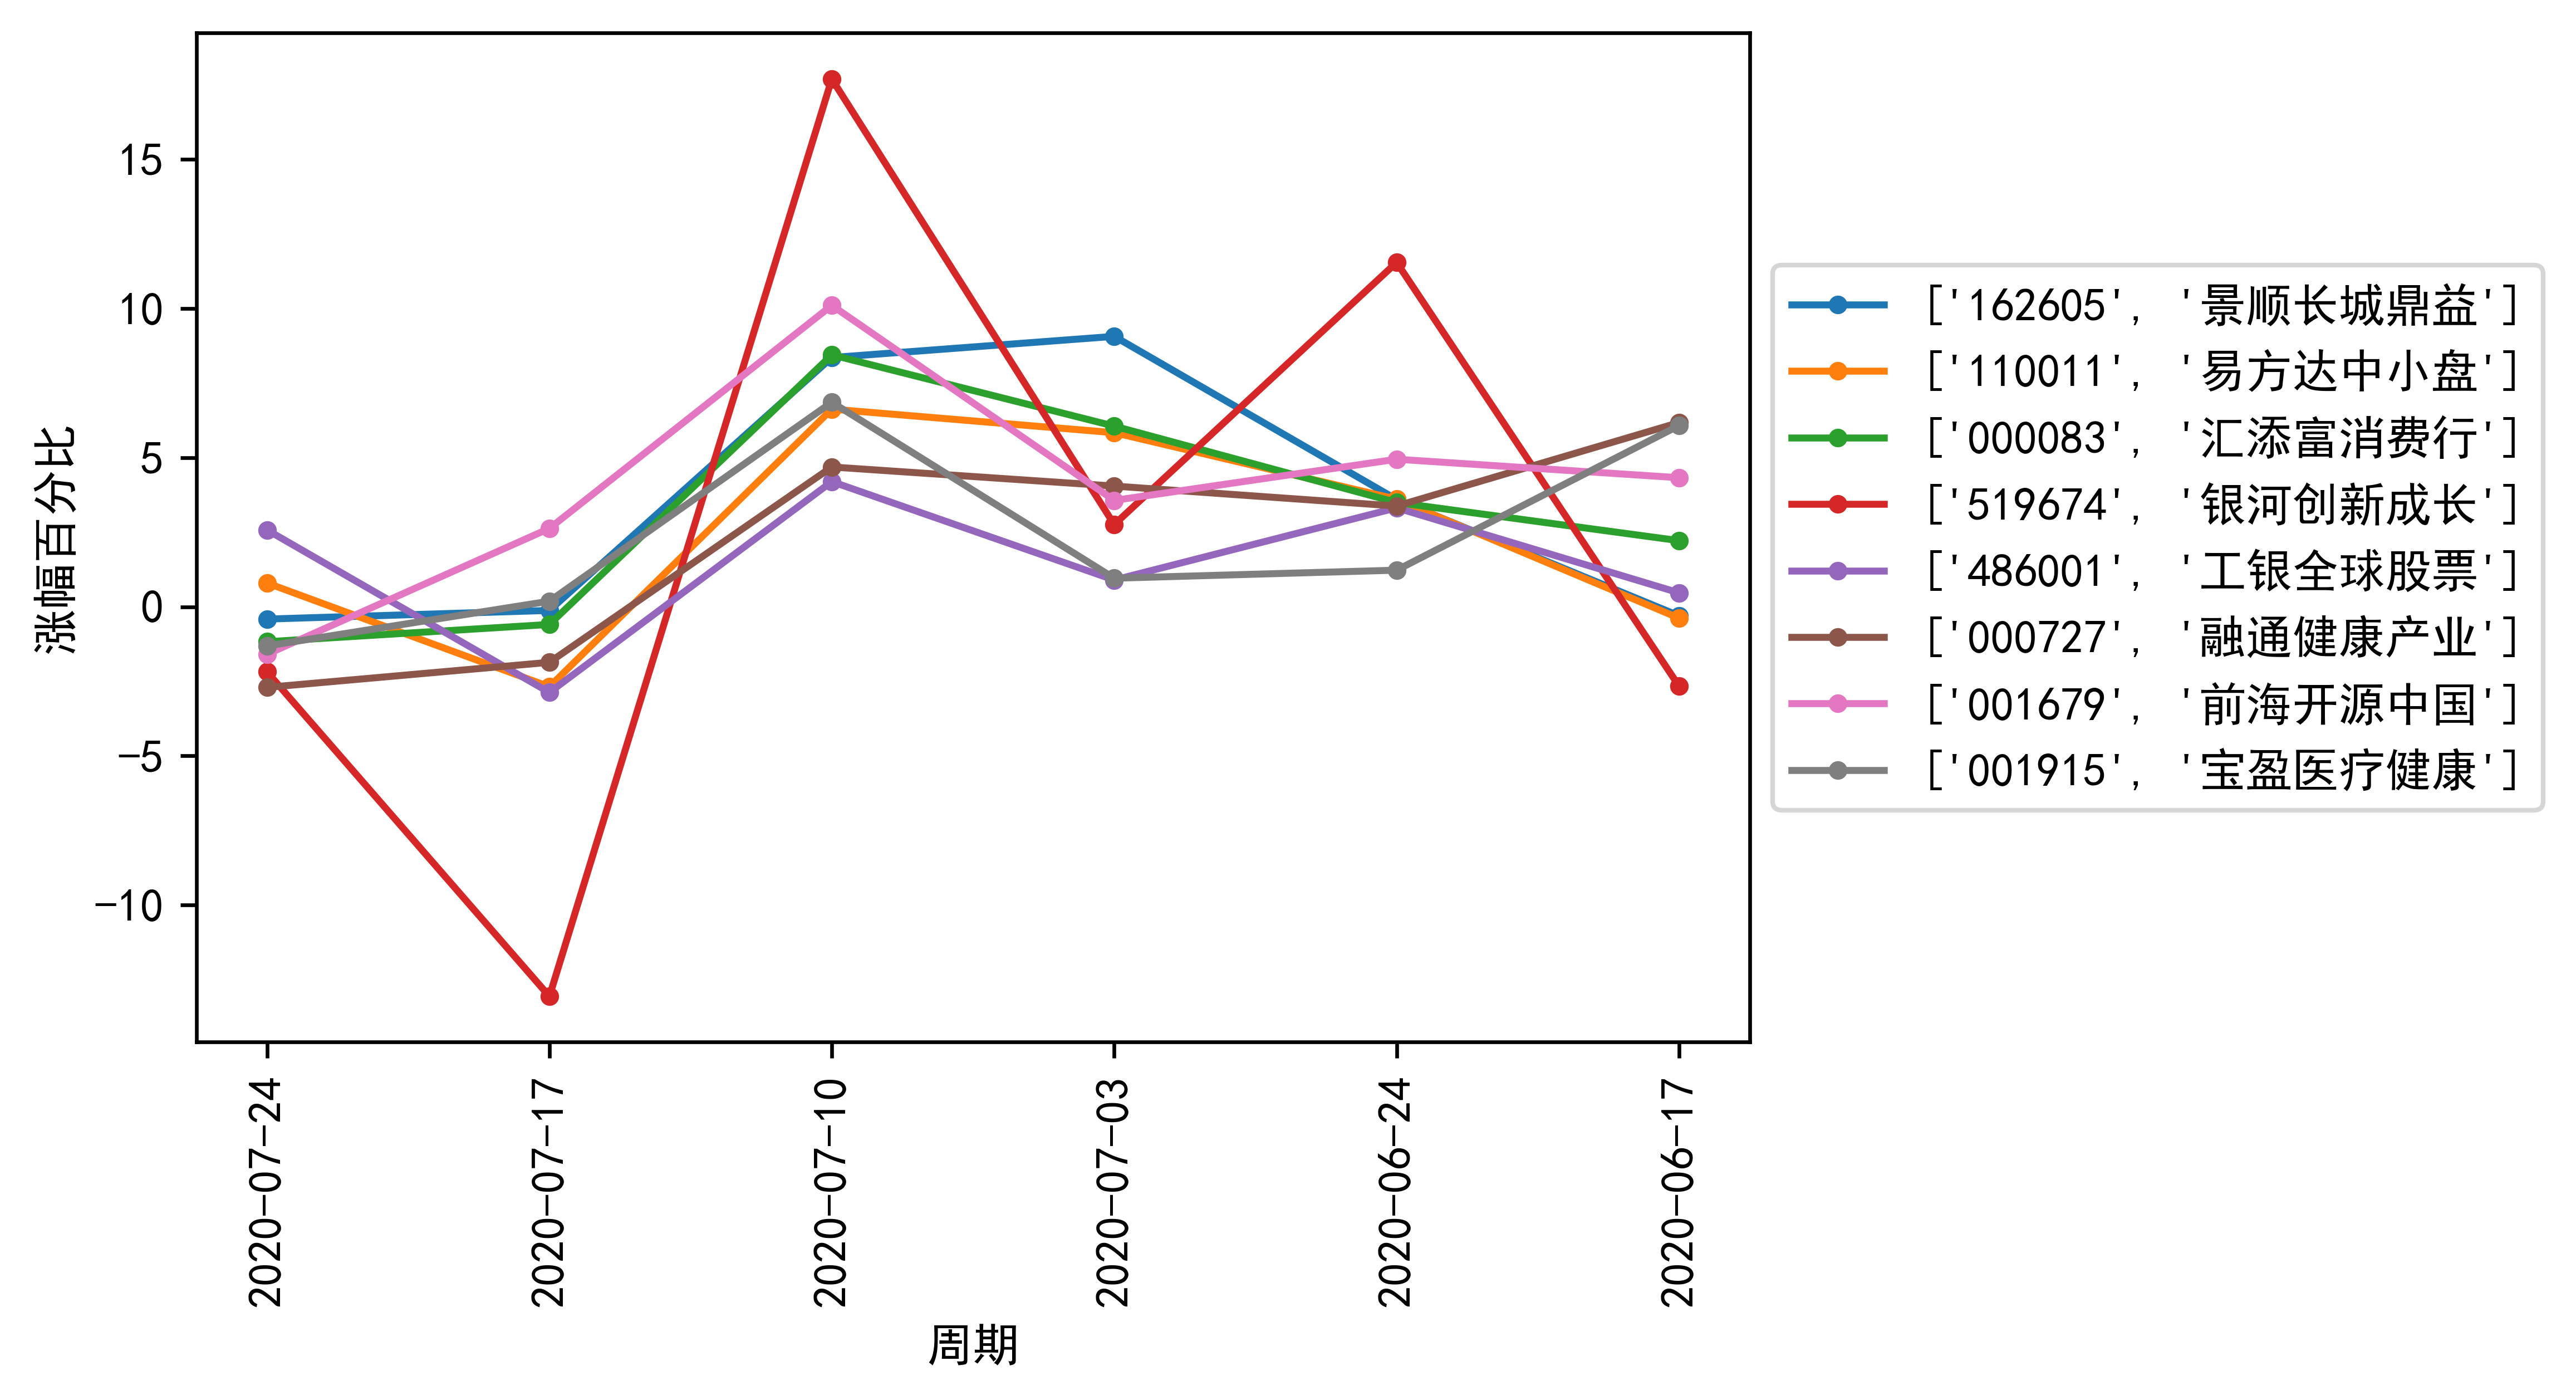 涨幅百分比
15
10
5
0
-5
-10
2020-07-24
2020-07-17
2020-07-10
2020-07-03
2020-06-24
2020-06-17
周期
['162605', '景顺长城鼎益']
['110011', '易方达中小盘']
['000083', '汇添富消费行']
['519674', '银河创新成长']
['486001', '工银全球股票']
['000727', '融通健康产业']
['001679', '前海开源中国']
['001915', '宝盈医疗健康']